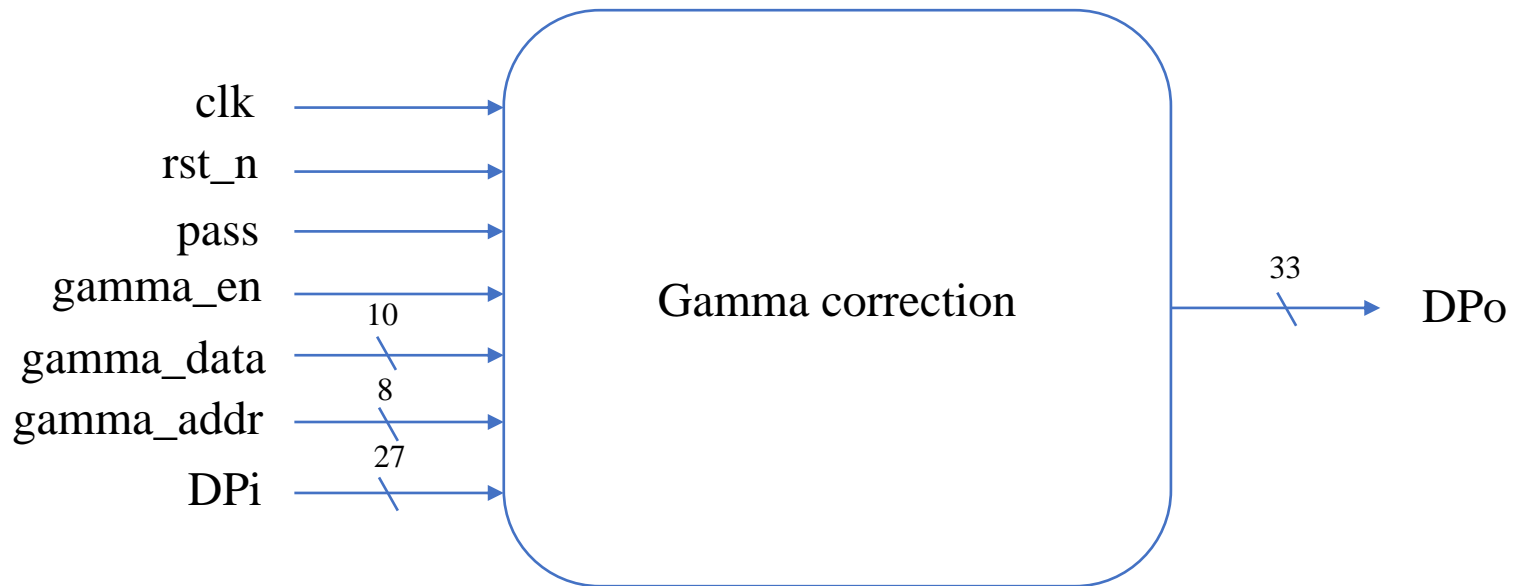 clk
rst_n
pass
gamma_en
10
gamma_data
8
gamma_addr
27
DPi
Gamma correction
33
DPo